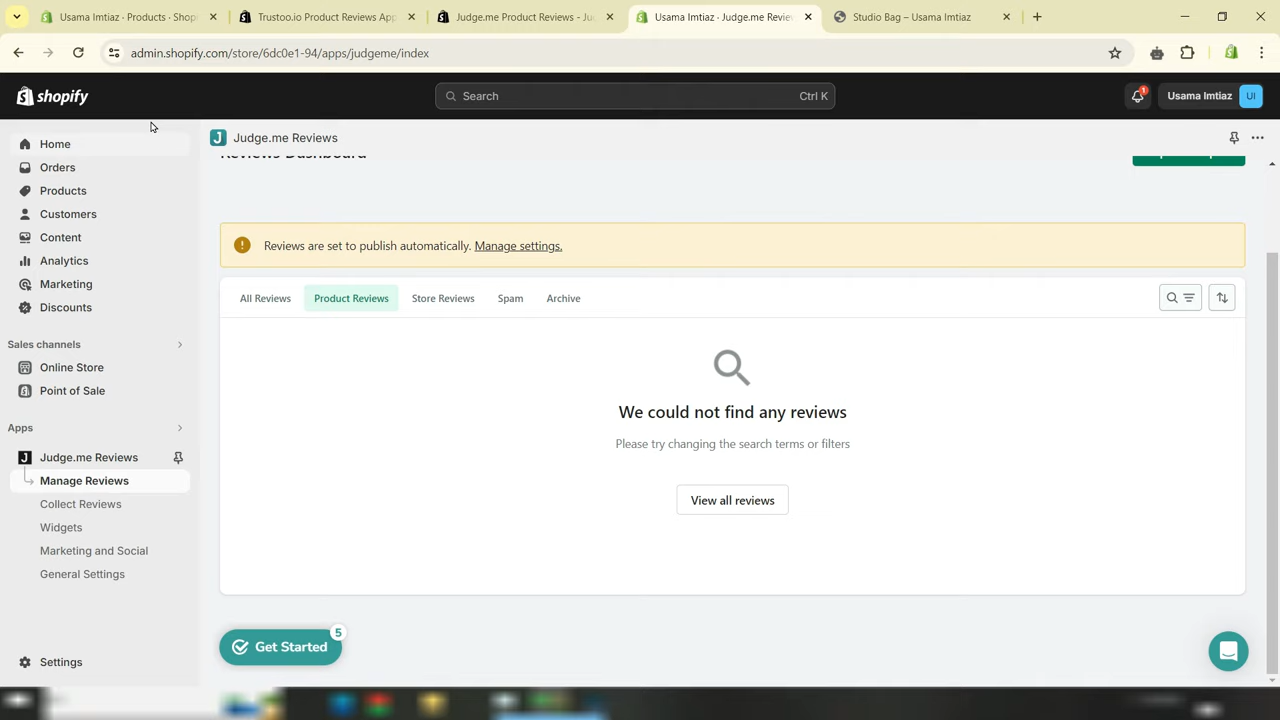 Usama Imtiaz · Products · Shop
Trustoo.io Product Reviews App
Judge.me Product Reviews - Ju
Usama Imtiaz · Judge.me Revie
Studio Bag – Usama Imtiaz
admin.shopify.com/store/6dc0e1-94/apps/judgeme/index
shopify
Search
Ctrl K
1
Usama Imtiaz
UI
Home
Orders
Products
Customers
Content
Analytics
Marketing
Discounts
Sales channels
Online Store
Point of Sale
Apps
J
Judge.me Reviews
Manage Reviews
Collect Reviews
Widgets
Marketing and Social
General Settings
Settings
J
Judge.me Reviews
Reviews Dashboard
Reviews are set to publish automatically. Manage settings.
All Reviews
Product Reviews
Store Reviews
Spam
Archive
We could not find any reviews
Please try changing the search terms or filters
View all reviews
Get Started
5